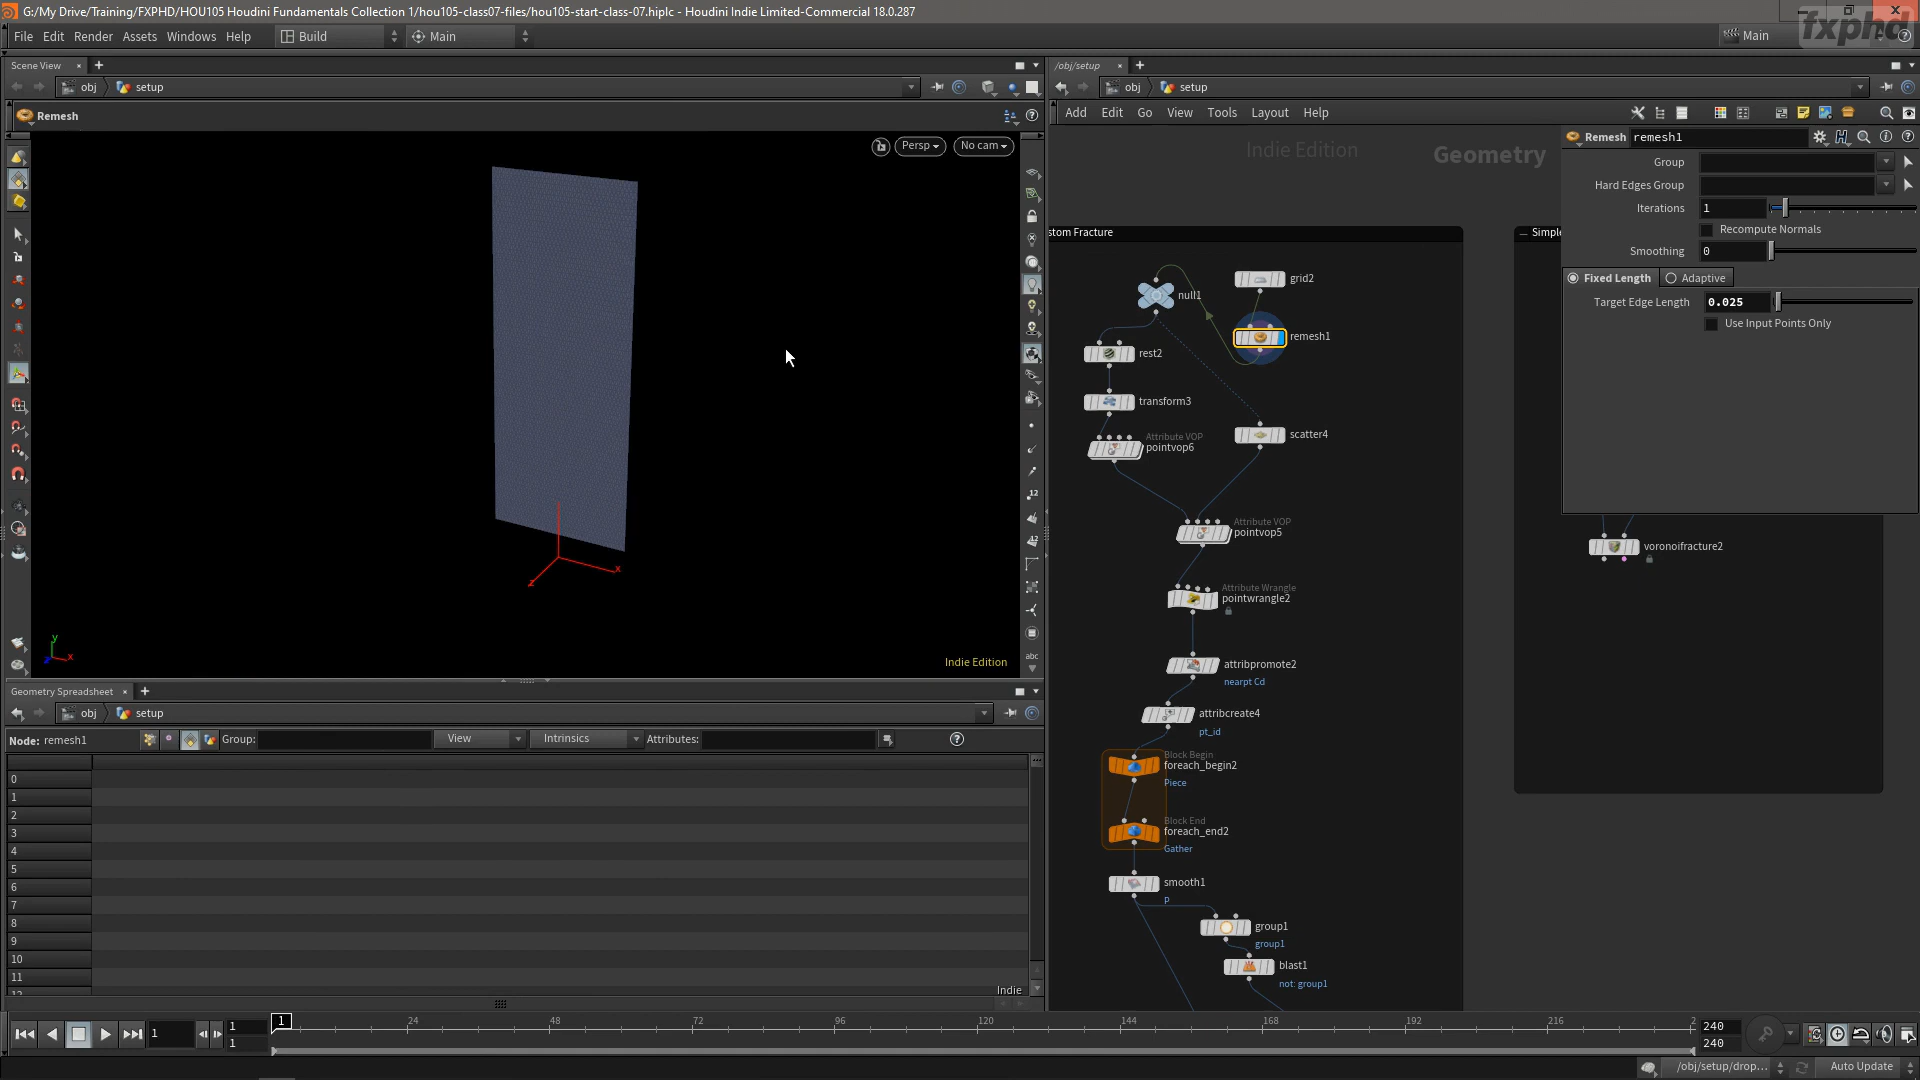 G:/My Drive/Training/FXPHD/HOU105 Houdini Fundamentals Collection 1/hou105-class07-files/hou105-start-class-07.hiplc - Houdini Indie Limited-Commercial 18.0.287
fxphd
File Edit Render Assets Windows Help Build Main Main
Scene View
obj setup
Remesh
Persp No cam
x
z
y
x
z
Indie Edition
/obj/setup
obj setup
Add Edit Go View Tools Layout Help
Indie Edition
Geometry
Remesh remesh1
Group
Hard Edges Group
Iterations 1
Recompute Normals
Smoothing 0
Fixed Length Adaptive
Target Edge Length 0.025
Use Input Points Only
stom Fracture
Simple
grid2
null1
remesh1
rest2
transform3
scatter4
Attribute VOP
pointvop6
Attribute VOP
pointvop5
voronoifracture2
Attribute Wrangle
pointwrangle2
attribpromote2
nearpt Cd
attribcreate4
pt_id
Block Begin
foreach_begin2
Piece
Block End
foreach_end2
Gather
smooth1
P
group1
group1
blast1
not: group1
12
12
abc
Geometry Spreadsheet
obj setup
Node: remesh1 Group: View Intrinsics Attributes:
0
1
2
3
4
5
6
7
8
9
10
11
12
Indie
1 1 1 1 24 48 72 96 120 144 168 192 216 2 240 240
/obj/setup/drop... Auto Update